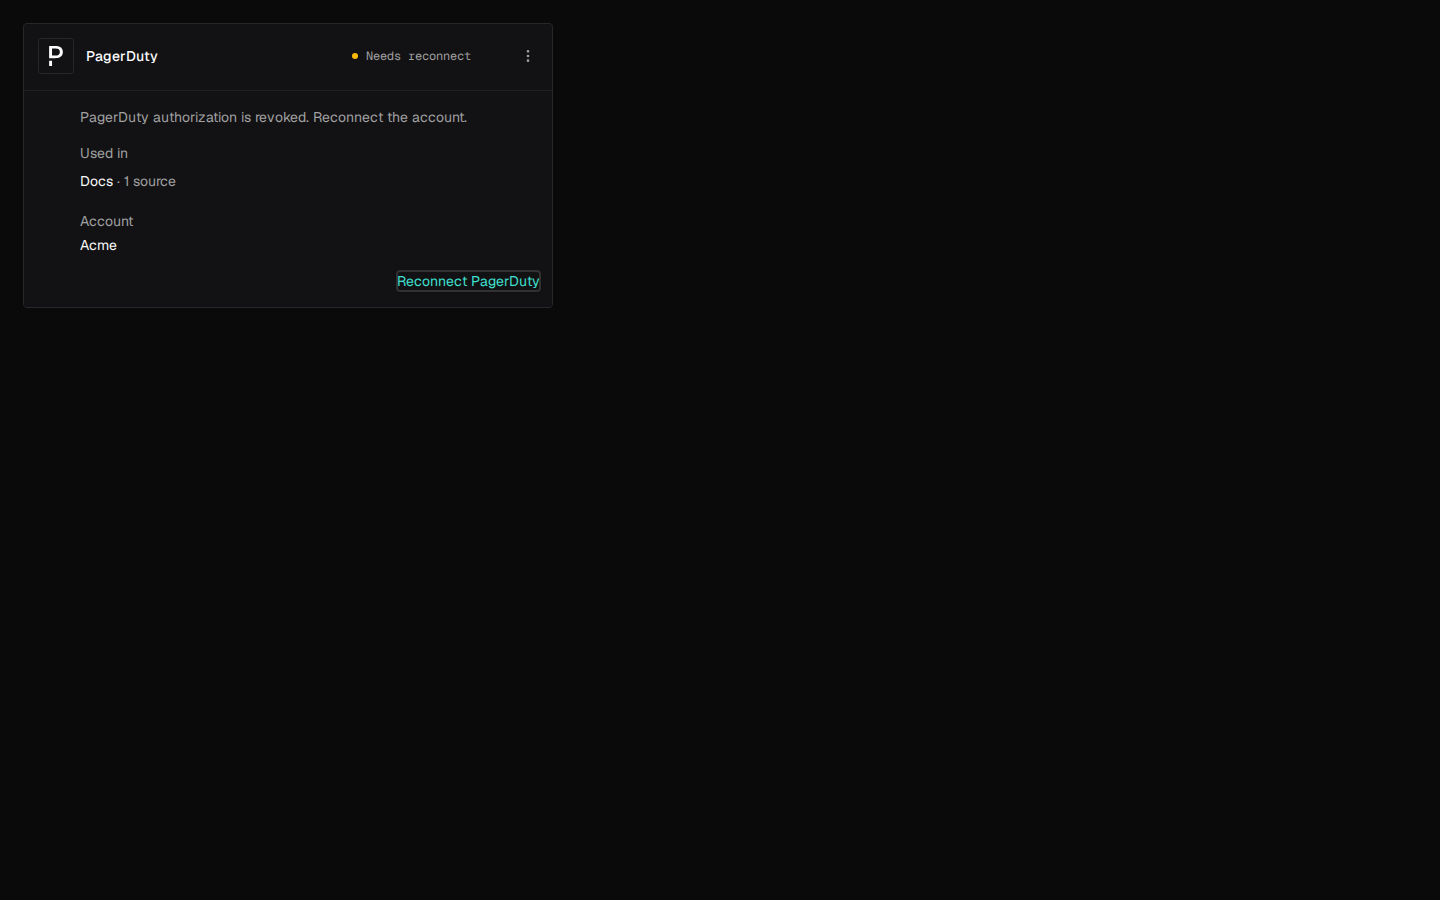 PagerDuty
Needs reconnect
PagerDuty authorization is revoked. Reconnect the account.
Used in
Docs · 1 source
Account
Acme
Reconnect PagerDuty